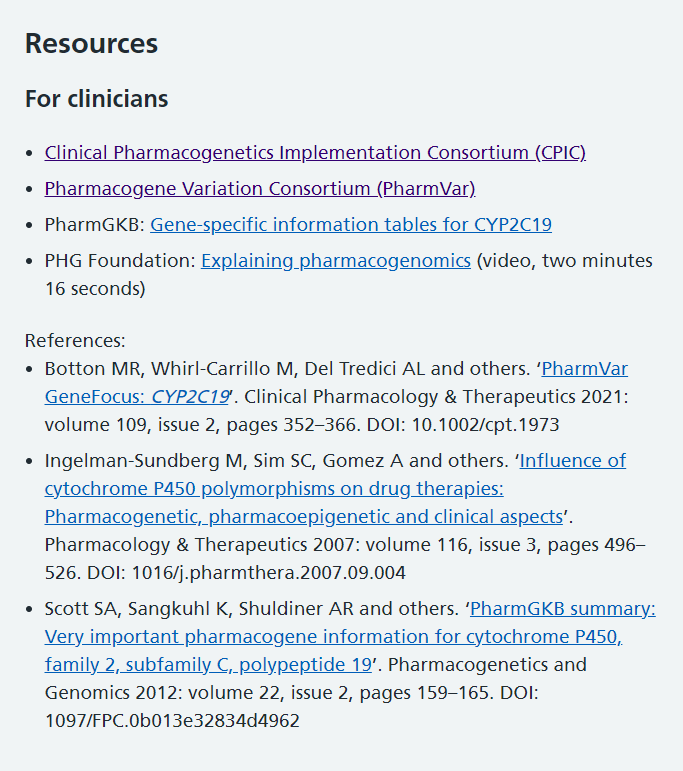 Resources
For clinicians
• Clinical Pharmacogenetics Implementation Consortium (CPIC)
• Pharmacogene Variation Consortium (PharmVar)
• PharmGKB: Gene-specific information tables for CYP2C19
• PHG Foundation: Explaining pharmacogenomics (video, two minutes
16 seconds)
References:
• Botton MR, Whirl-Carrillo M, Del Tredici AL and others. ‘PharmVar
GeneFocus: CYP2C19’. Clinical Pharmacology & Therapeutics 2021:
volume 109, issue 2, pages 352–366. DOI: 10.1002/cpt.1973
• Ingelman-Sundberg M, Sim SC, Gomez A and others. ‘Influence of
cytochrome P450 polymorphisms on drug therapies:
Pharmacogenetic, pharmacoepigenetic and clinical aspects’.
Pharmacology & Therapeutics 2007: volume 116, issue 3, pages 496–
526. DOI: 1016/j.pharmthera.2007.09.004
• Scott SA, Sangkuhl K, Shuldiner AR and others. ‘PharmGKB summary:
Very important pharmacogene information for cytochrome P450,
family 2, subfamily C, polypeptide 19’. Pharmacogenetics and
Genomics 2012: volume 22, issue 2, pages 159–165. DOI:
1097/FPC.0b013e32834d4962